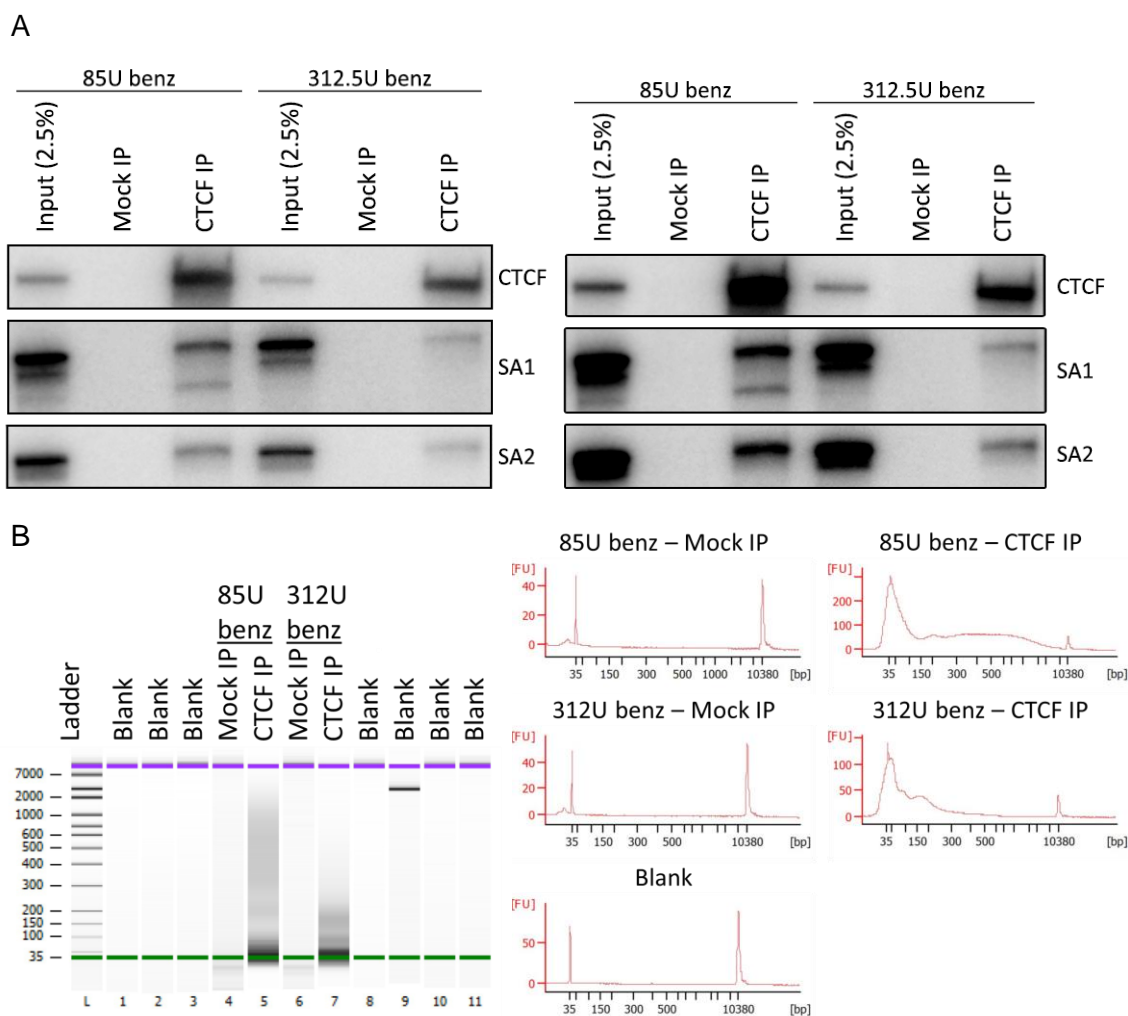 A
85U benz 312.5U benz
Input (2.5%) Mock IP CTCF IP Input (2.5%) Mock IP CTCF IP
CTCF
SA1
SA2
85U benz 312.5U benz
Input (2.5%) Mock IP CTCF IP Input (2.5%) Mock IP CTCF IP
CTCF
SA1
SA2
B
85U benz 312U benz
Ladder Blank Blank Blank Mock IP CTCF IP Mock IP CTCF IP Blank Blank Blank Blank
7000
2000
1000
600
500
400
300
200
150
100
35
L 1 2 3 4 5 6 7 8 9 10 11
85U benz – Mock IP
[FU]
40
20
0
35 150 300 500 1000 10380 [bp]
85U benz – CTCF IP
[FU]
300
200
100
0
35 150 300 500 10380 [bp]
312U benz – Mock IP
[FU]
40
20
0
35 150 300 500 10380 [bp]
312U benz – CTCF IP
[FU]
150
100
50
0
35 150 300 500 10380 [bp]
Blank
[FU]
50
0
35 150 300 500 10380 [bp]